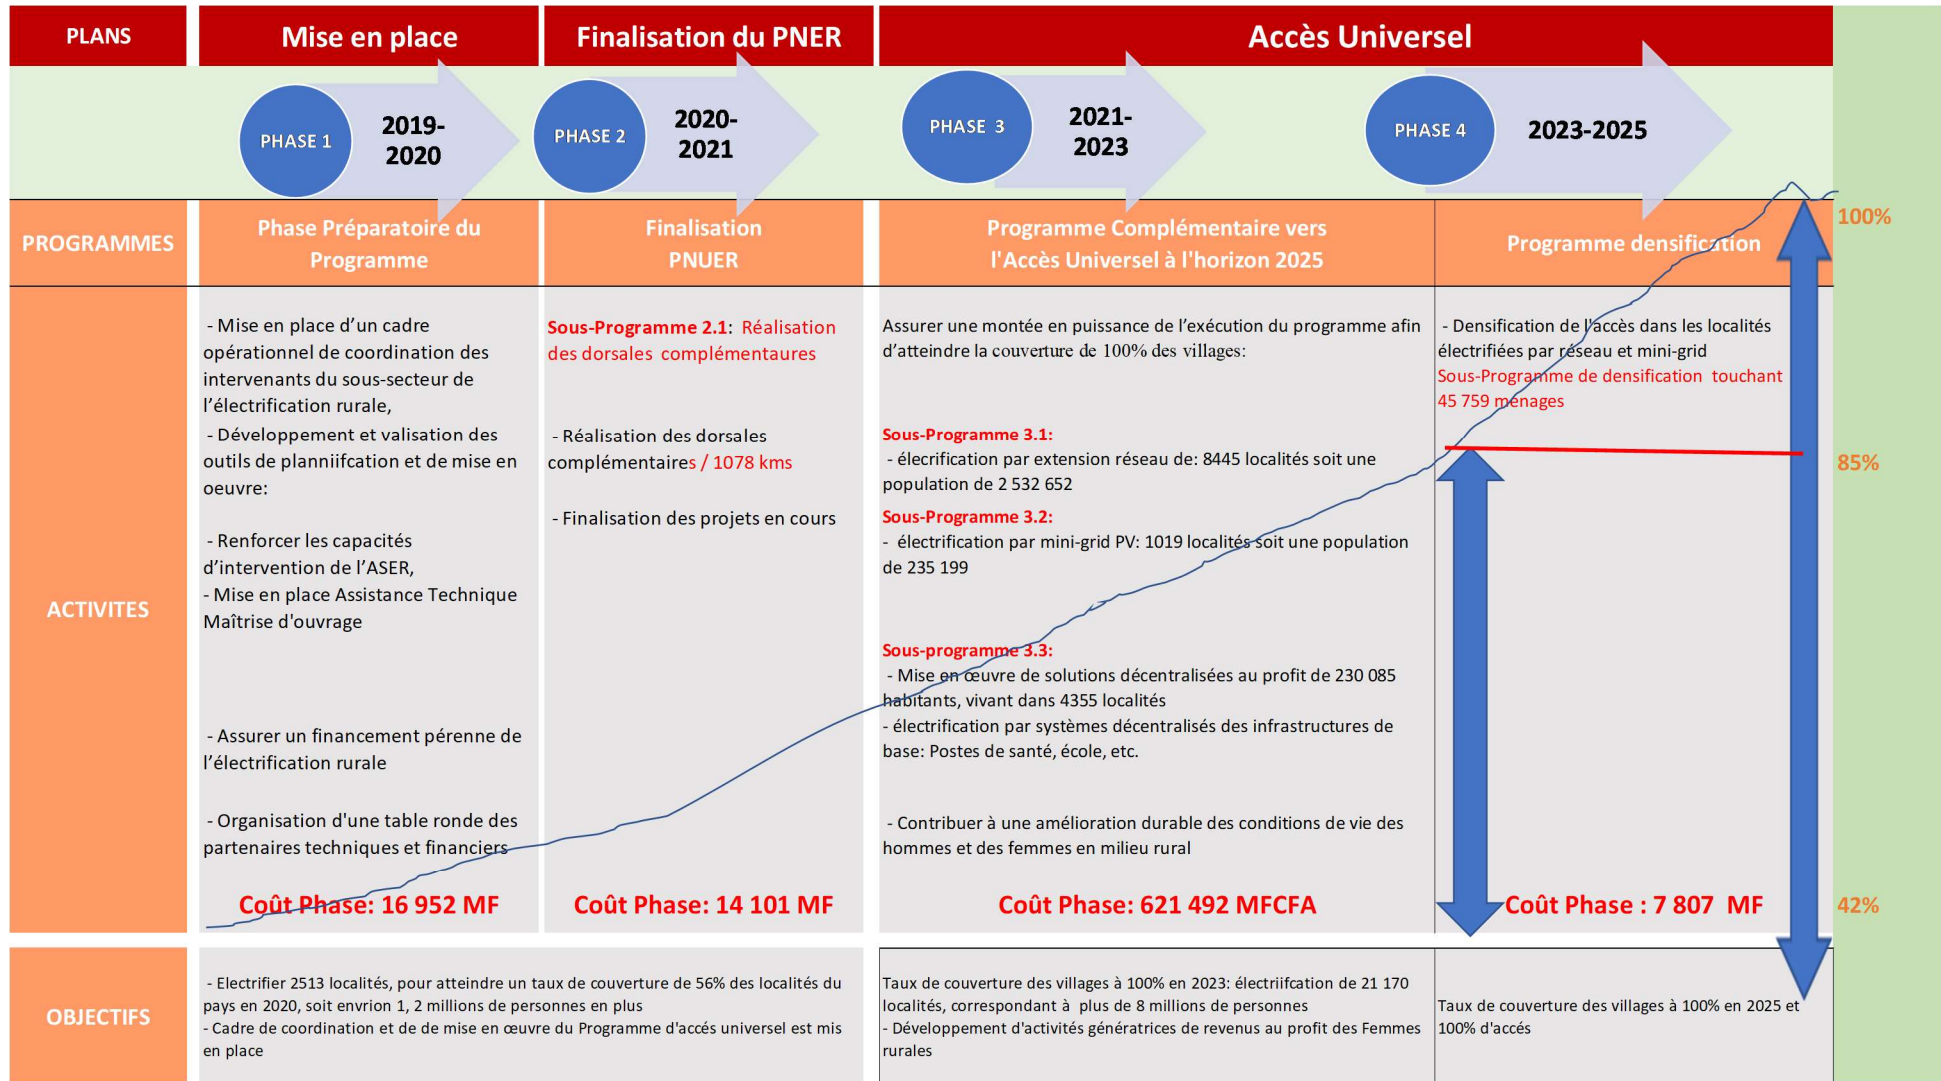 PLANS
Mise en place
Finalisation du PNER
Accès Universel
PHASE 1
2019-
2020
PHASE 2
2020-
2021
PHASE 3
2021-
2023
PHASE 4
2023-2025
PROGRAMMES
Phase Préparatoire du
Programme
Finalisation
PNUER
Programme Complémentaire vers
l'Accès Universel à l'horizon 2025
Programme densification
100%
ACTIVITES
- Mise en place d’un cadre
opérationnel de coordination des
intervenants du sous-secteur de
l’électrification rurale,
- Développement et valisation des
outils de planniifcation et de mise en
oeuvre:
- Renforcer les capacités
d’intervention de l’ASER,
- Mise en place Assistance Technique
Maîtrise d'ouvrage
- Assurer un financement pérenne de
l’électrification rurale
- Organisation d'une table ronde des
partenaires techniques et financiers
Coût Phase: 16 952 MF
Sous-Programme 2.1: Réalisation
des dorsales complémentaures
- Réalisation des dorsales
complémentaires / 1078 kms
- Finalisation des projets en cours
Coût Phase: 14 101 MF
Assurer une montée en puissance de l’exécution du programme afin
d’atteindre la couverture de 100% des villages:
Sous-Programme 3.1:
- élecrification par extension réseau de: 8445 localités soit une
population de 2 532 652
Sous-Programme 3.2:
- électrification par mini-grid PV: 1019 localités soit une population
de 235 199
Sous-programme 3.3:
- Mise en œuvre de solutions décentralisées au profit de 230 085
habitants, vivant dans 4355 localités
- électrification par systèmes décentralisés des infrastructures de
base: Postes de santé, école, etc.
- Contribuer à une amélioration durable des conditions de vie des
hommes et des femmes en milieu rural
Coût Phase: 621 492 MFCFA
- Densification de l’accès dans les localités
électrifiées par réseau et mini-grid
Sous-Programme de densification touchant
45 759 ménages
85%
Coût Phase : 7 807 MF
42%
OBJECTIFS
- Electrifier 2513 localités, pour atteindre un taux de couverture de 56% des localités du
pays en 2020, soit envrion 1, 2 millions de personnes en plus
- Cadre de coordination et de de mise en œuvre du Programme d'accés universel est mis
en place
Taux de couverture des villages à 100% en 2023: électriifcation de 21 170
localités, correspondant à plus de 8 millions de personnes
- Développement d'activités génératrices de revenus au profit des Femmes
rurales
Taux de couverture des villages à 100% en 2025 et
100% d'accés